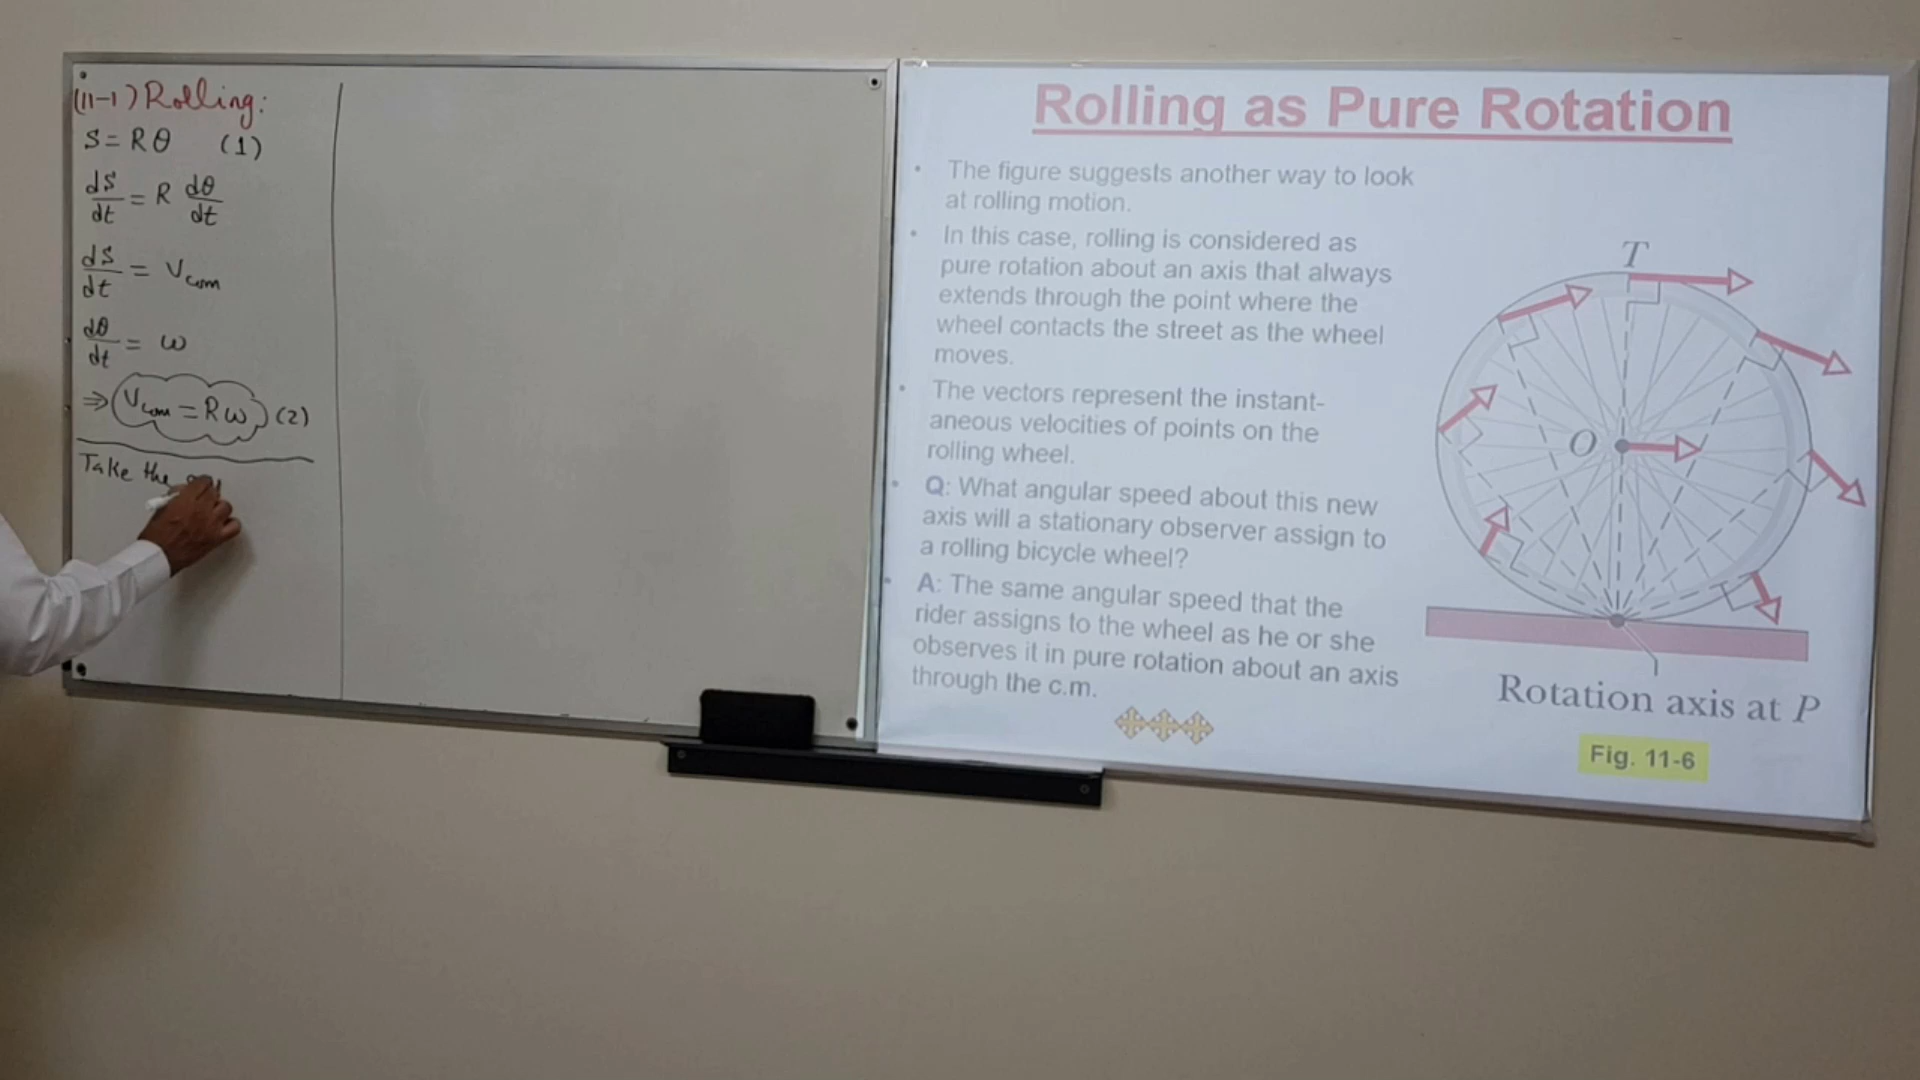 (11-1) Rolling:
S = Rθ (1)
dS/dt = R dθ/dt
dS/dt = Vcom
dθ/dt = ω
⇒ Vcom = Rω (2)
Take the
Rolling as Pure Rotation
• The figure suggests another way to look
at rolling motion.
• In this case, rolling is considered as
pure rotation about an axis that always
extends through the point where the
wheel contacts the street as the wheel
moves.
• The vectors represent the instant-
aneous velocities of points on the
rolling wheel.
• Q: What angular speed about this new
axis will a stationary observer assign to
a rolling bicycle wheel?
• A: The same angular speed that the
rider assigns to the wheel as he or she
observes it in pure rotation about an axis
through the c.m.
T
O
Rotation axis at P
Fig. 11-6